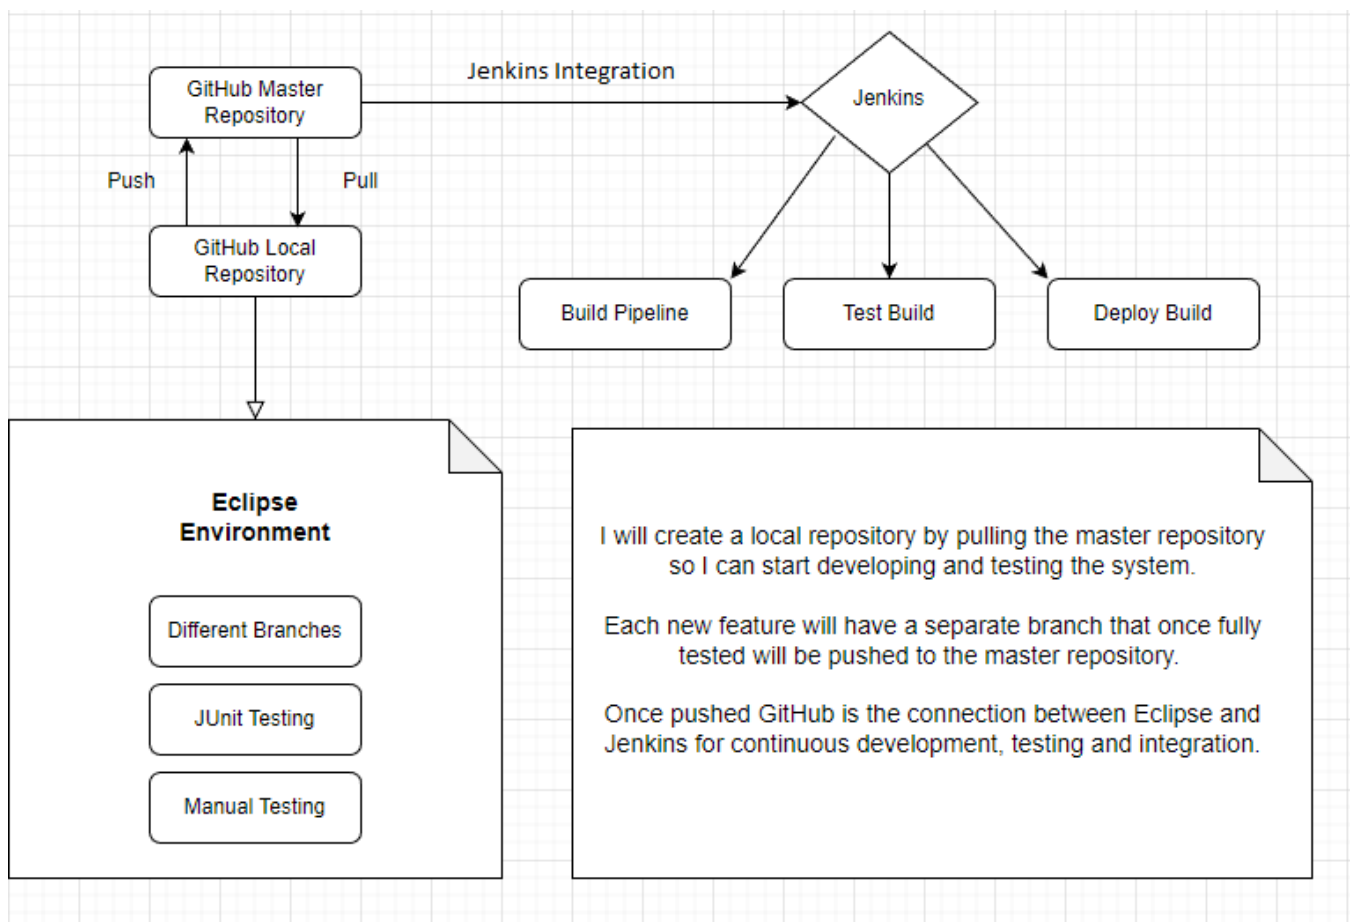 GitHub Master
Repository
Jenkins Integration
Jenkins
Push
Pull
GitHub Local
Repository
Build Pipeline
Test Build
Deploy Build
Eclipse
Environment
Different Branches
JUnit Testing
Manual Testing
I will create a local repository by pulling the master repository
so I can start developing and testing the system.
Each new feature will have a separate branch that once fully
tested will be pushed to the master repository.
Once pushed GitHub is the connection between Eclipse and
Jenkins for continuous development, testing and integration.